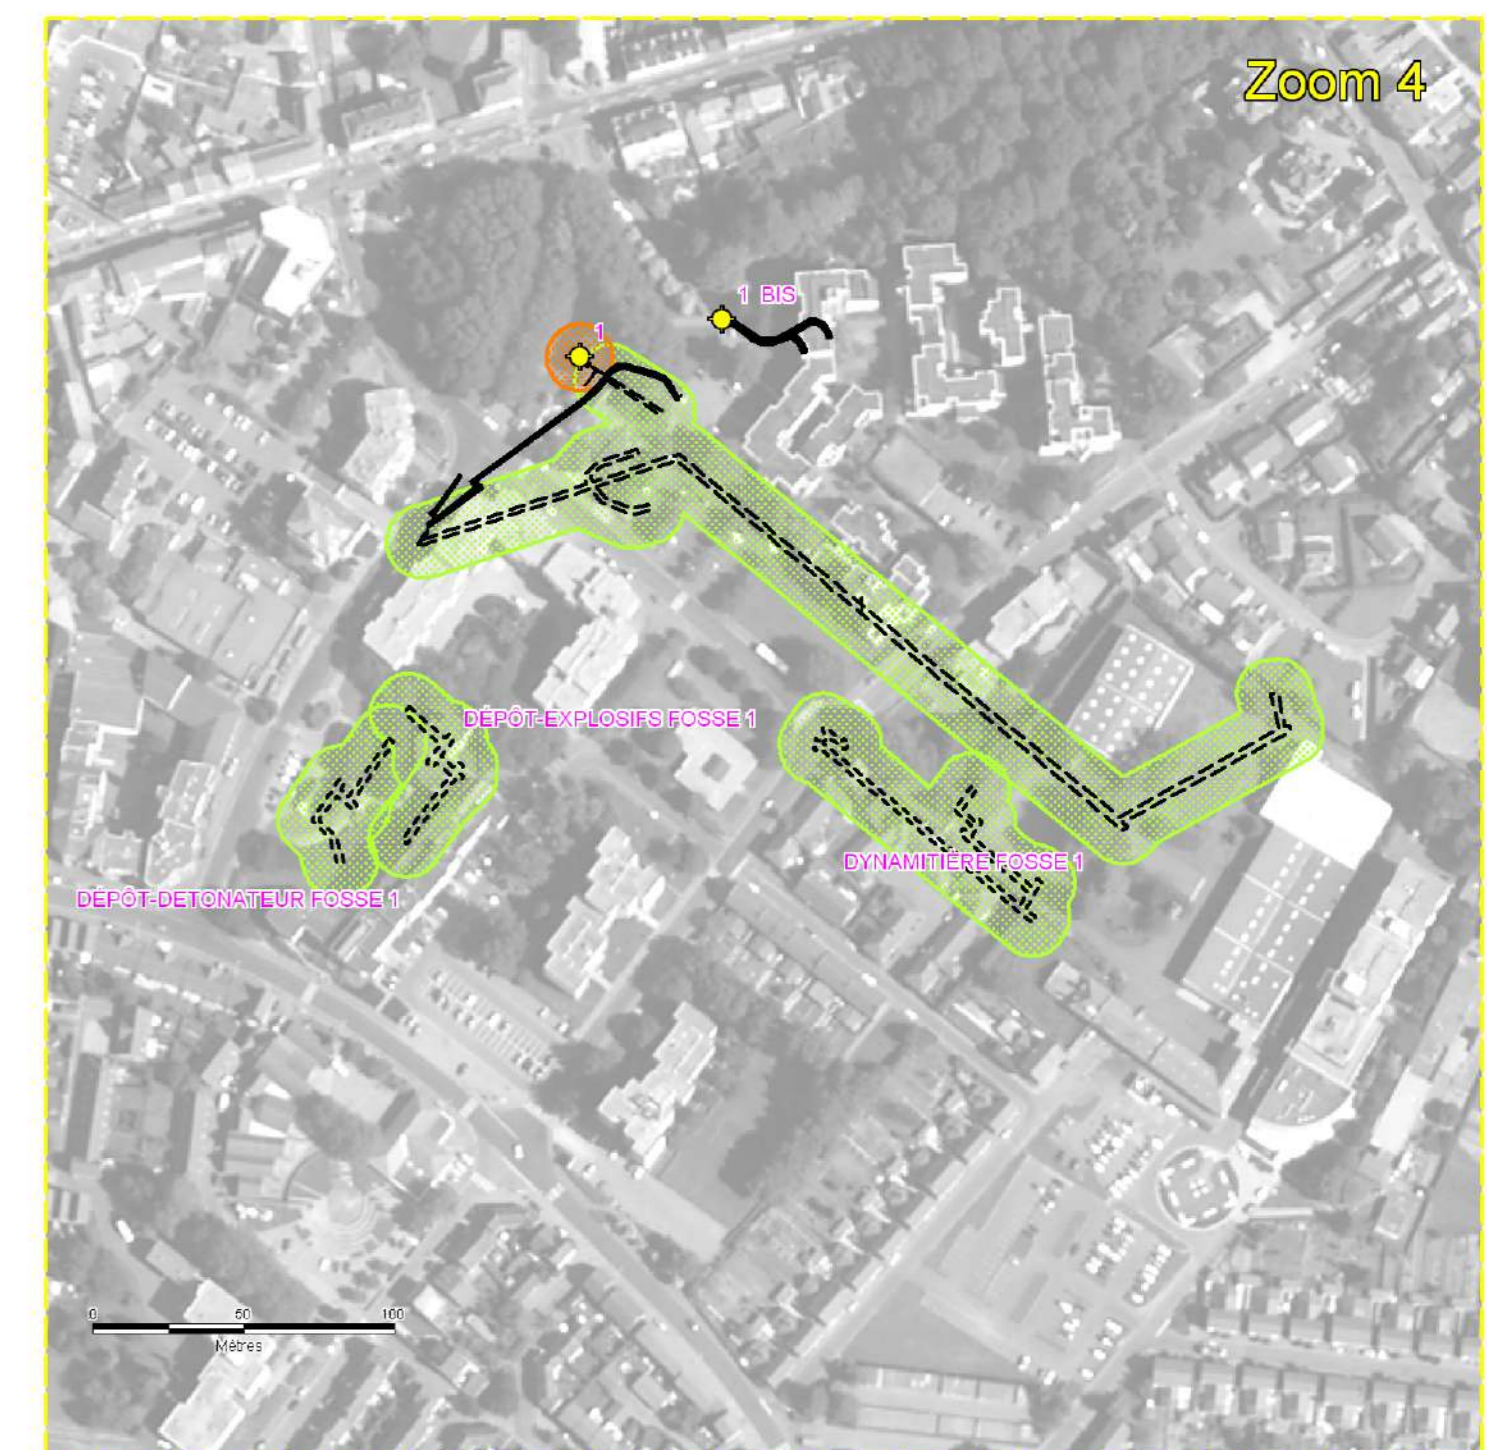 Zoom 4
1 BIS
1
DÉPÔT-EXPLOSIFS FOSSE 1
DYNAMITIÈRE FOSSE 1
DÉPÔT-DETONATEUR FOSSE 1
0 50 100
Mètres